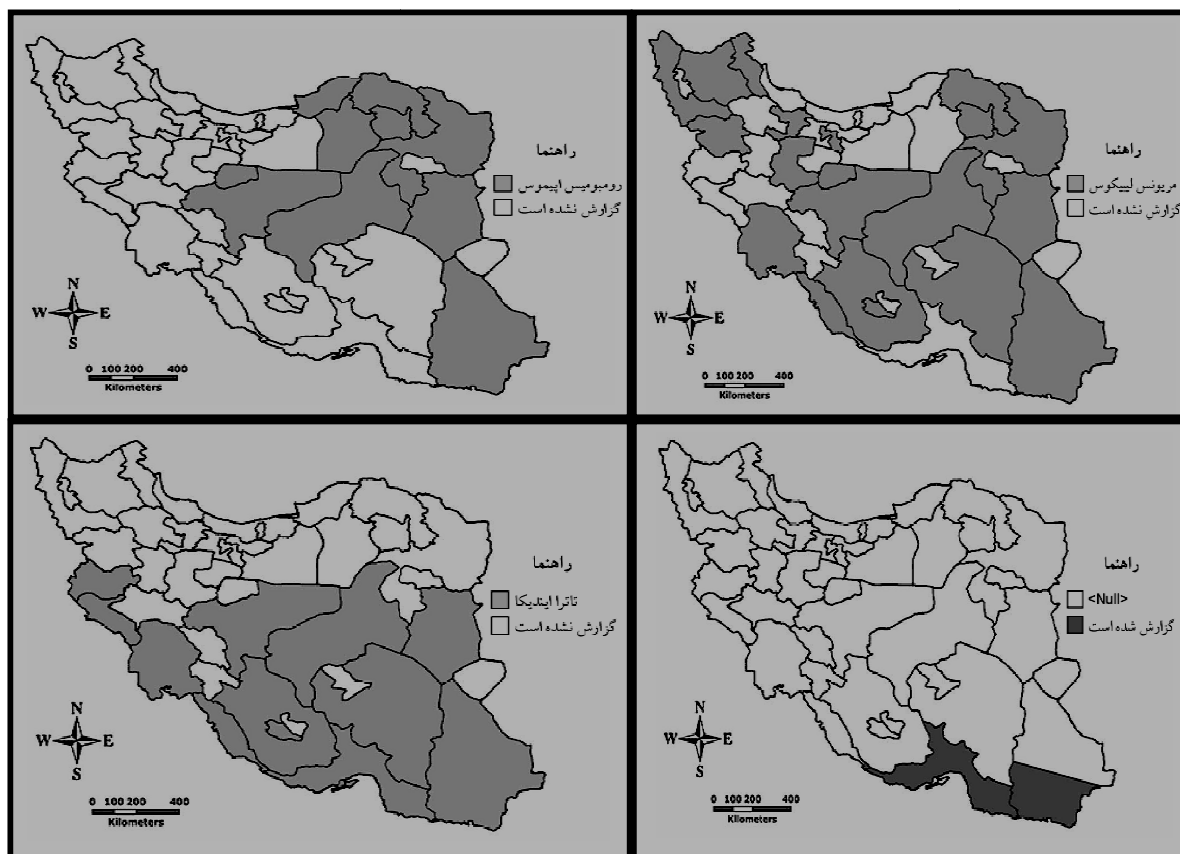 راهنما
رومبومیس اپیموس
گزارش نشده است
N
W E
S
0 100 200 400
Kilometers
راهنما
مریونس لیبیکوس
گزارش نشده است
N
W E
S
0 100 200 400
Kilometers
راهنما
تاترا ایندیکا
گزارش نشده است
N
W E
S
0 100 200 400
Kilometers
راهنما
<Null>
گزارش شده است
N
W E
S
0 100 200 400
Kilometers